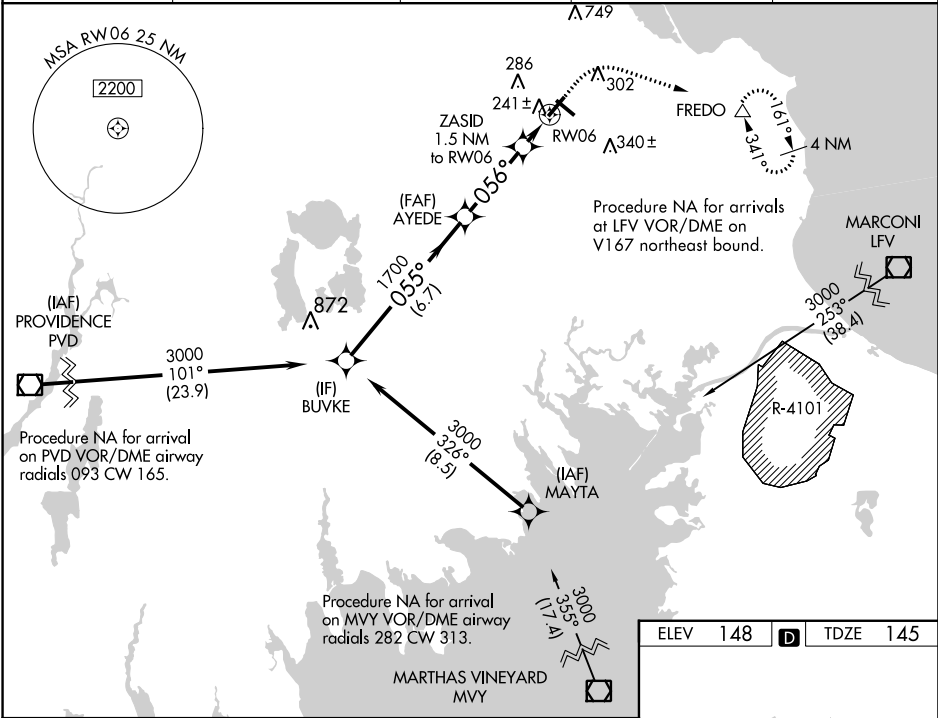 MSA RW06 25 NM
2200
749
286
241±
302
ZASID
1.5 NM
to RW06
RW06
340±
FREDO
161°
341°
4 NM
056°
(FAF)
AYEDE
Procedure NA for arrivals
at LFV VOR/DME on
V167 northeast bound.
MARCONI
LFV
1700
055°
(6.7)
872
3000
253°
(38.4)
(IAF)
PROVIDENCE
PVD
3000
101°
(23.9)
(IF)
BUVKE
R-4101
Procedure NA for arrival
on PVD VOR/DME airway
radials 093 CW 165.
3000
326°
(8.5)
(IAF)
MAYTA
Procedure NA for arrival
on MVY VOR/DME airway
radials 282 CW 313.
3000
355°
(17.4)
MARTHAS VINEYARD
MVY
ELEV 148 D TDZE 145